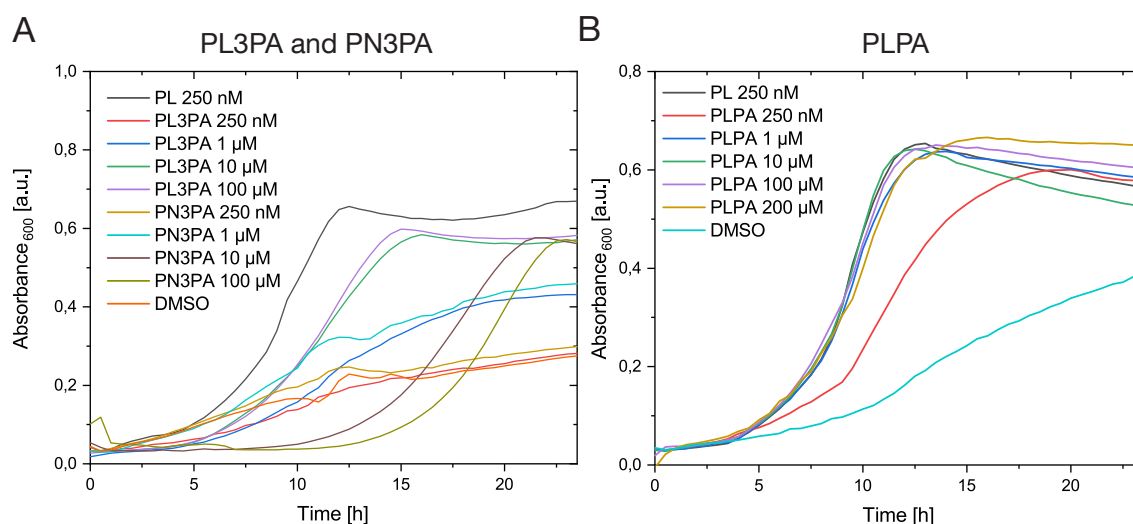 A
PL3PA and PN3PA
1,0
0,8
0,6
0,4
0,2
0,0
Absorbance600 [a.u.]
PL 250 nM
PL3PA 250 nM
PL3PA 1 µM
PL3PA 10 µM
PL3PA 100 µM
PN3PA 250 nM
PN3PA 1 µM
PN3PA 10 µM
PN3PA 100 µM
DMSO
0 5 10 15 20
Time [h]
B
PLPA
0,8
0,6
0,4
0,2
0,0
Absorbance600 [a.u.]
PL 250 nM
PLPA 250 nM
PLPA 1 µM
PLPA 10 µM
PLPA 100 µM
PLPA 200 µM
DMSO
0 5 10 15 20
Time [h]